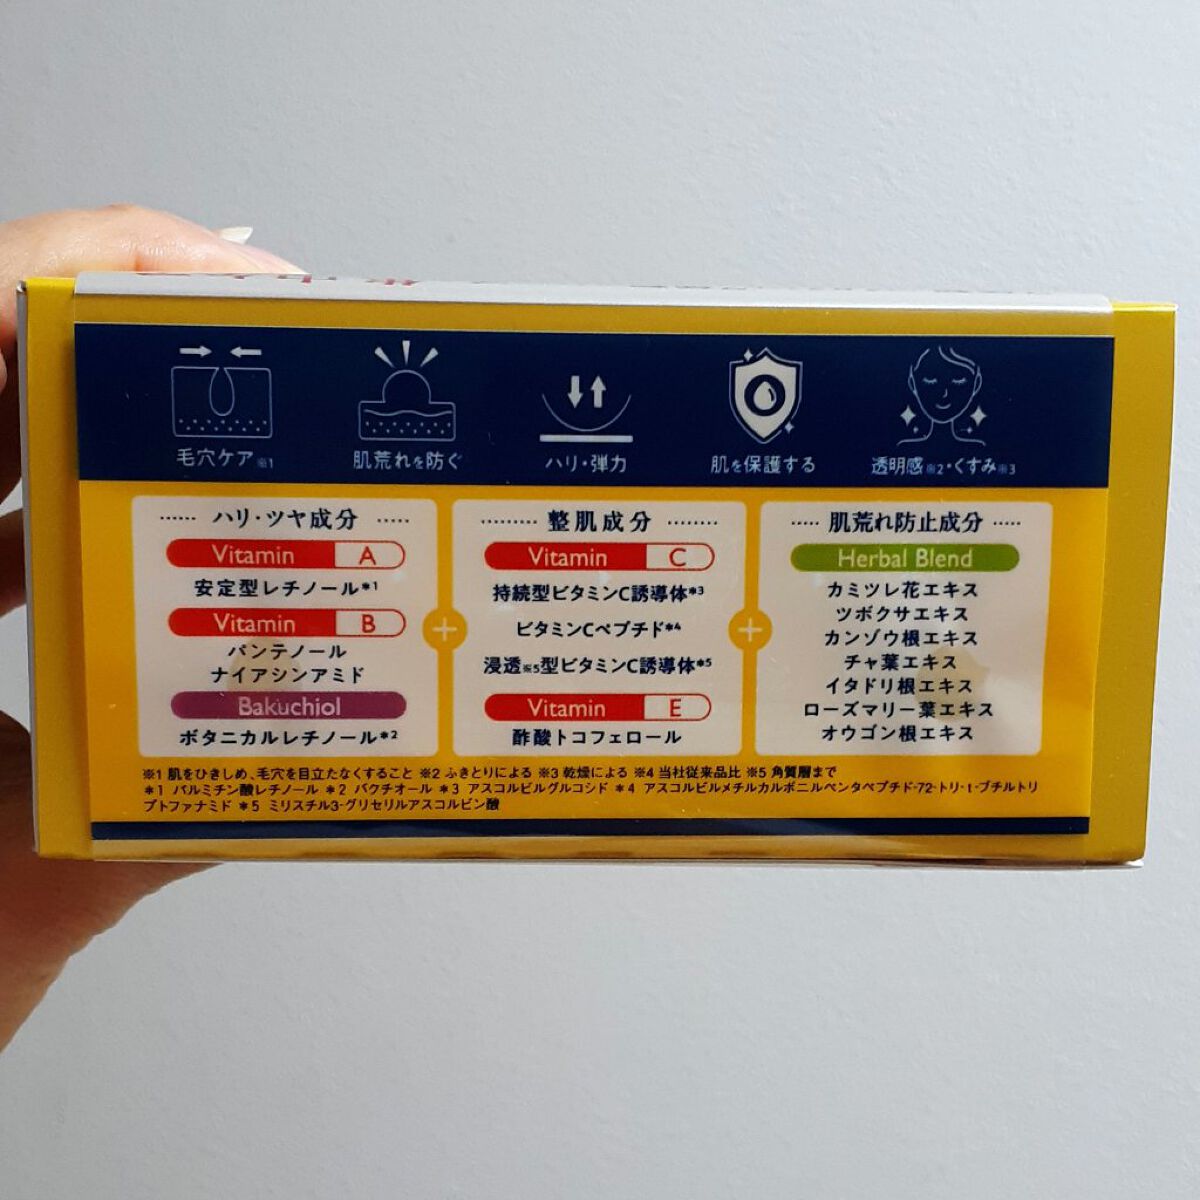 毛穴ケア※1
肌荒れを防ぐ
ハリ・弾力
肌を保護する
透明感※2・くすみ※3
ハリ・ツヤ成分
Vitamin A
安定型レチノール*1
Vitamin B
パンテノール
ナイアシンアミド
Bakuchiol
ボタニカルレチノール*2
+
整肌成分
Vitamin C
持続型ビタミンC誘導体*3
ビタミンCペプチド*4
浸透※5型ビタミンC誘導体*5
Vitamin E
酢酸トコフェロール
+
肌荒れ防止成分
Herbal Blend
カミツレ花エキス
ツボクサエキス
カンゾウ根エキス
チャ葉エキス
イタドリ根エキス
ローズマリー葉エキス
オウゴン根エキス
※1 肌をひきしめ、毛穴を目立たなくすること ※2 ふきとりによる ※3 乾燥による ※4 当社従来品比 ※5 角質層まで
*1 パルミチン酸レチノール *2 バクチオール *3 アスコルビルグルコシド *4 アスコルビルメチルカルボニルペンタペプチド-72-トリ-t-ブチルトリ
プトファナミド *5 ミリスチル3-グリセリルアスコルビン酸